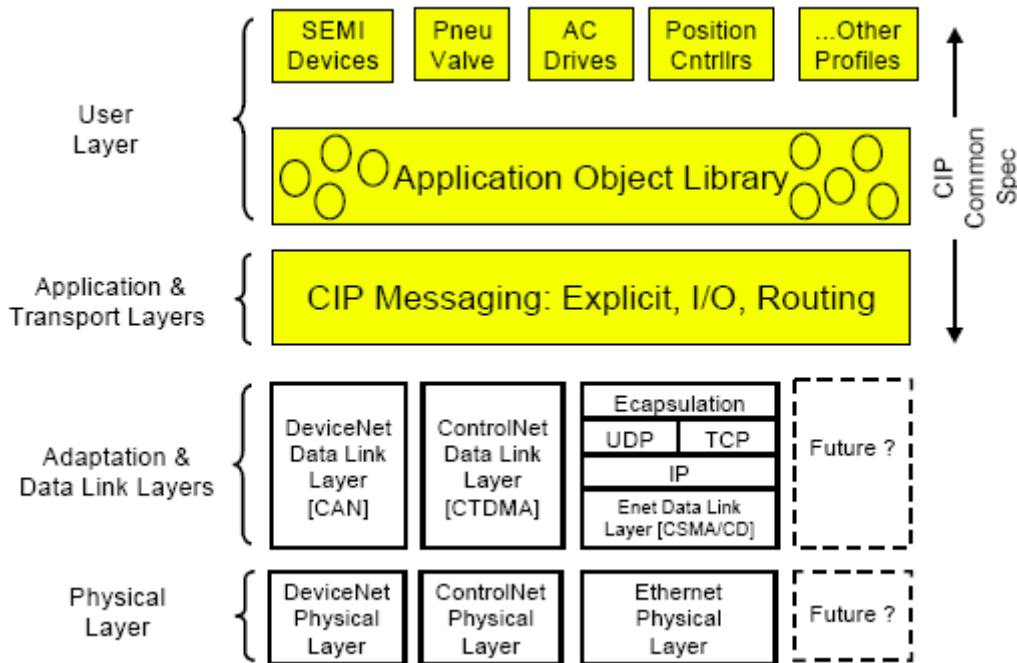 User
Layer
SEMI
Devices
Pneu
Valve
AC
Drives
Position
Cntrllrs
...Other
Profiles
Application Object Library
CIP
Common
Spec
Application &
Transport Layers
CIP Messaging: Explicit, I/O, Routing
Adaptation &
Data Link Layers
DeviceNet
Data Link
Layer
[CAN]
ControlNet
Data Link
Layer
[CTDMA]
Ecapsulation
UDP
TCP
IP
Enet Data Link
Layer [CSMA/CD]
Future ?
Physical
Layer
DeviceNet
Physical
Layer
ControlNet
Physical
Layer
Ethernet
Physical
Layer
Future ?